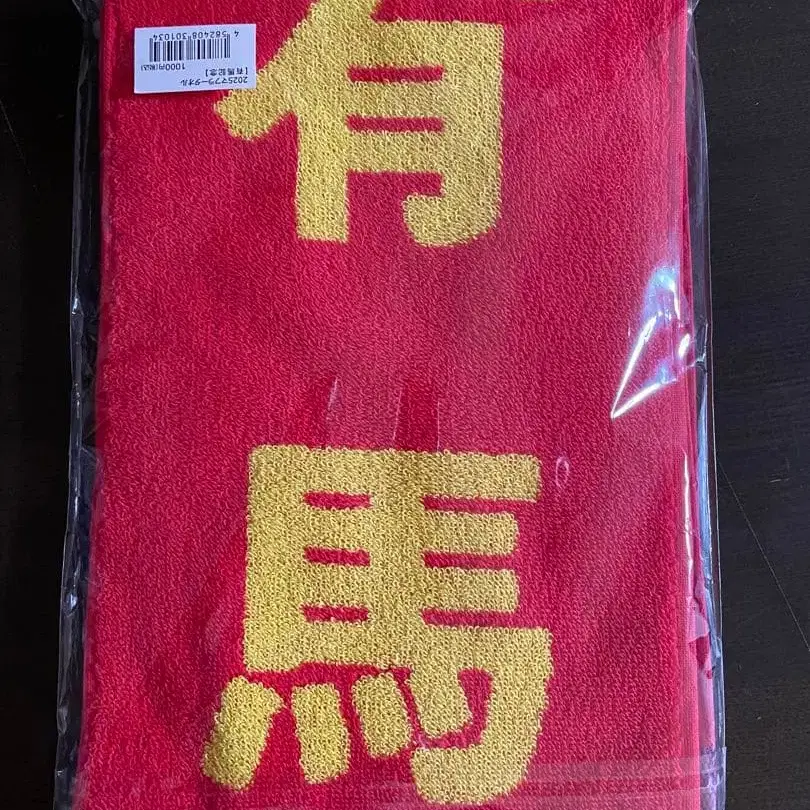 有
馬
2025マフラータオル
【有馬記念】
1000円(税込)
4 582408 301034